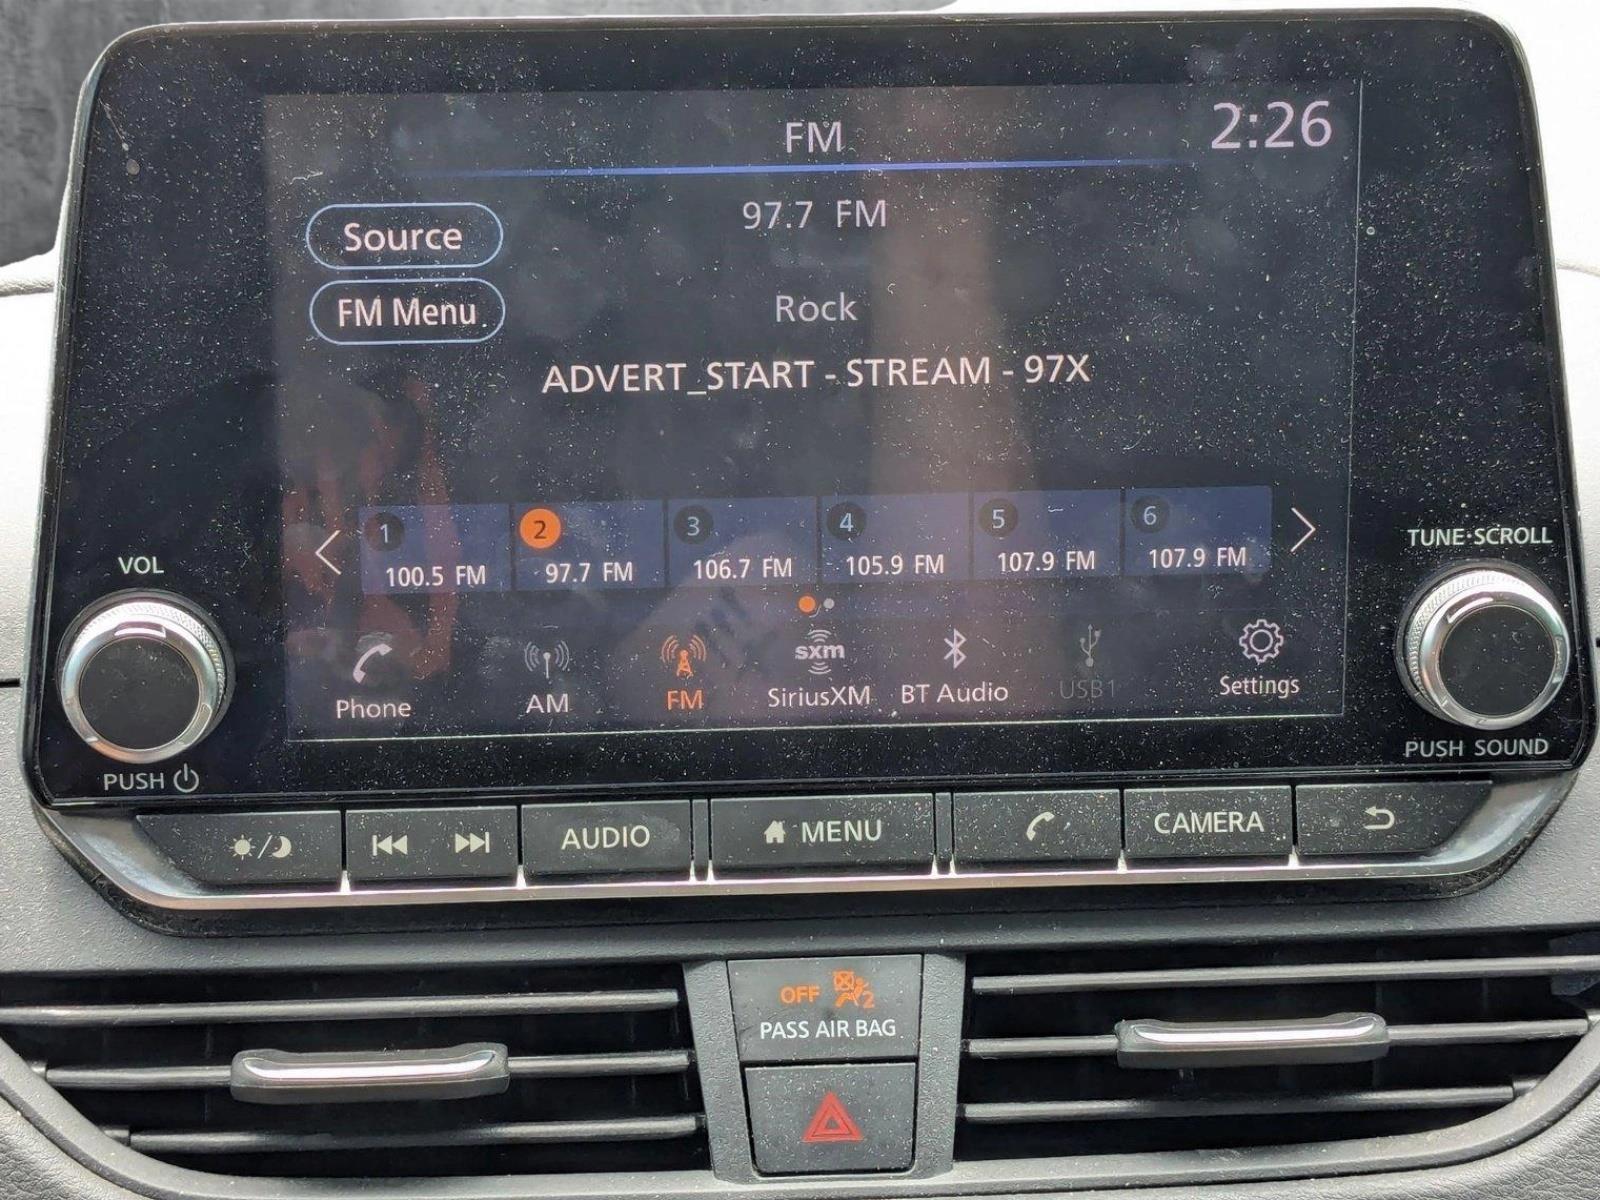 FM
2:26
97.7 FM
Source
FM Menu
Rock
ADVERT_START - STREAM - 97X
1
2
3
4
5
6
100.5 FM
97.7 FM
106.7 FM
105.9 FM
107.9 FM
107.9 FM
VOL
TUNE·SCROLL
Phone
AM
FM
sxm
SiriusXM
BT Audio
USB1
Settings
PUSH
PUSH SOUND
AUDIO
MENU
CAMERA
OFF 2
PASS AIR BAG